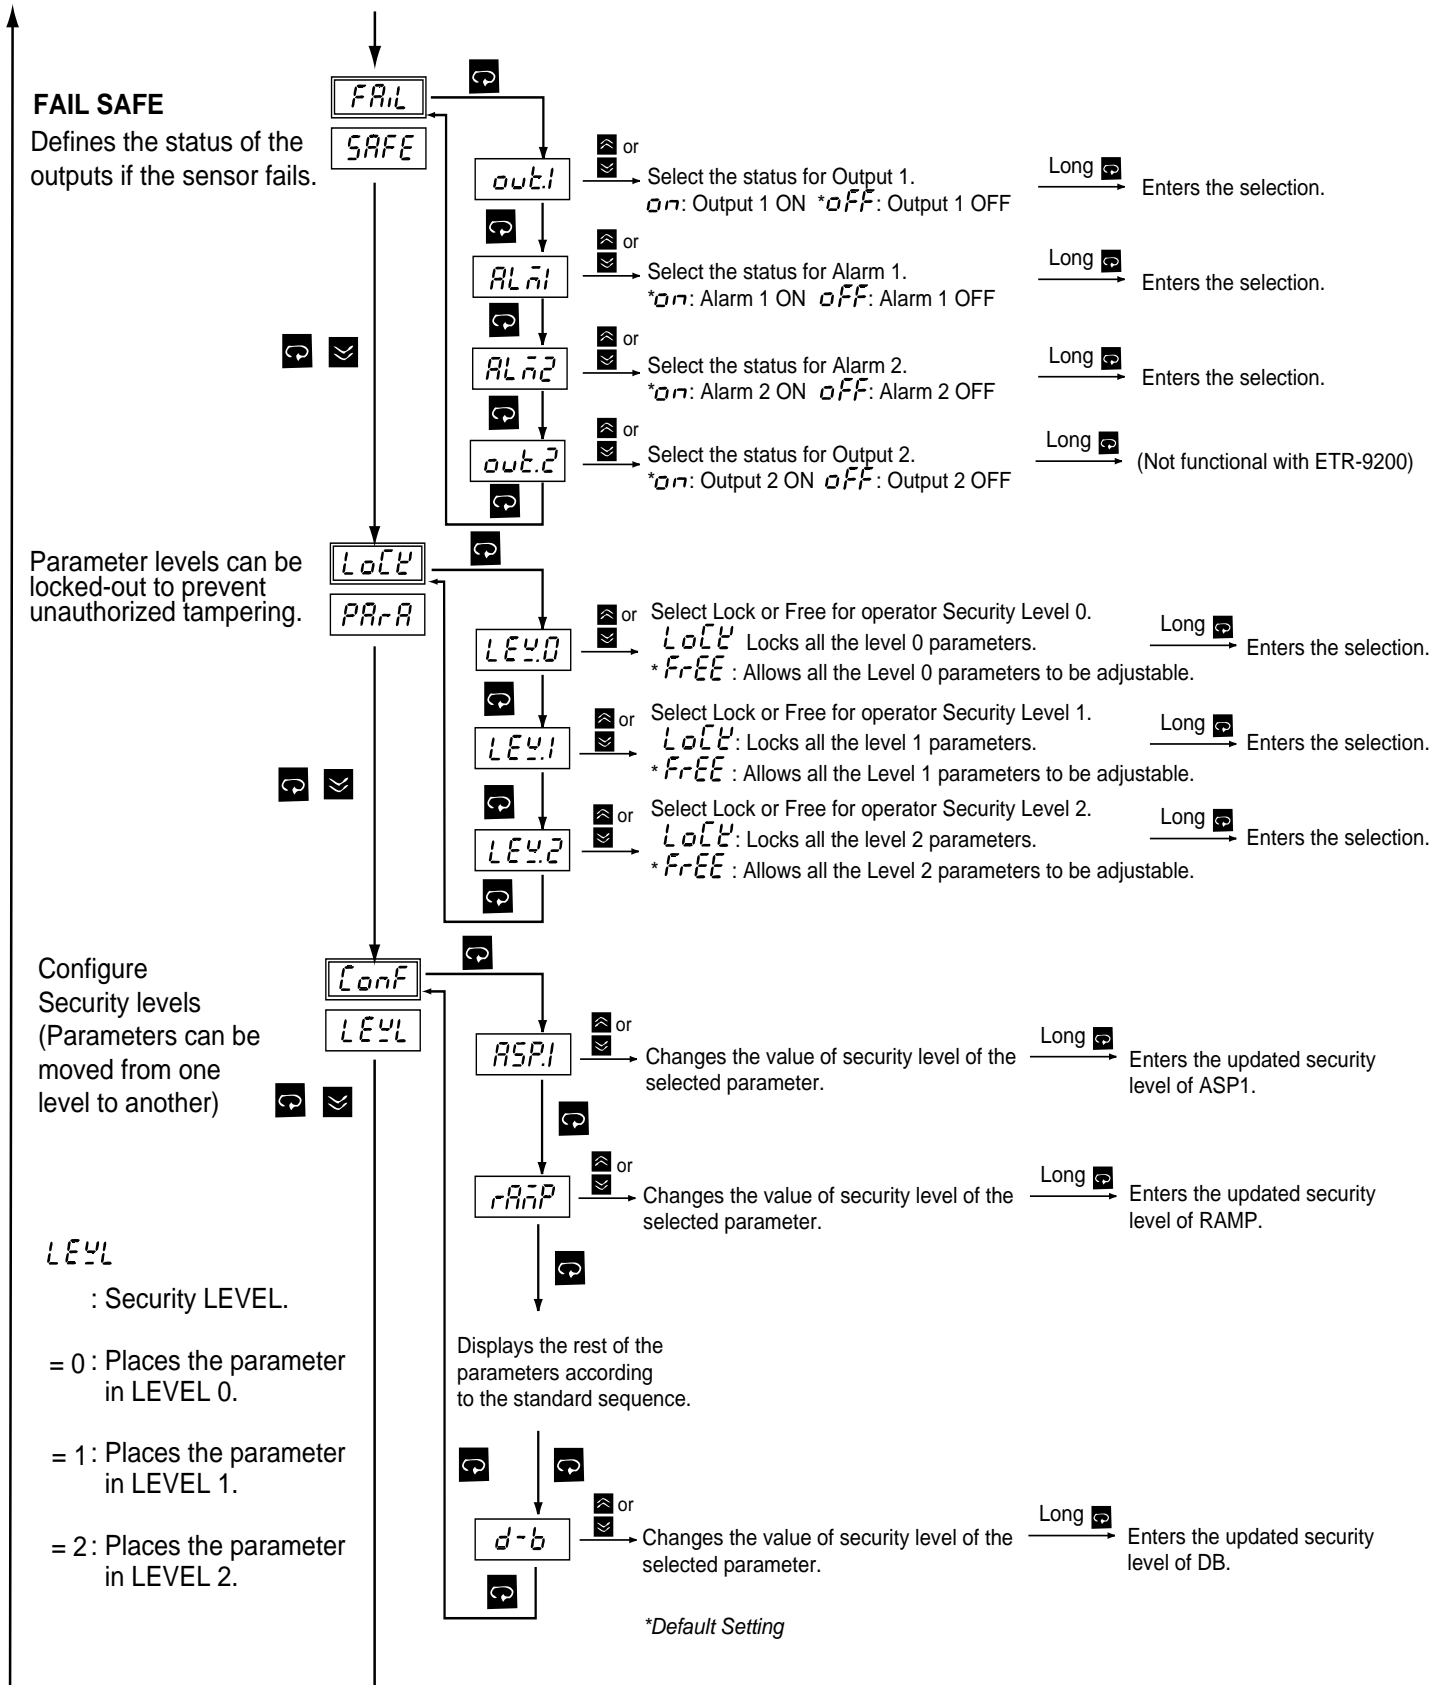 FAIL SAFE
Defines the status of the
outputs if the sensor fails.
FAiL
SAFE
out.1
or
Select the status for Output 1.
on: Output 1 ON *oFF: Output 1 OFF
Long
Enters the selection.
ALm1
or
Select the status for Alarm 1.
*on: Alarm 1 ON oFF: Alarm 1 OFF
Long
Enters the selection.
ALm2
or
Select the status for Alarm 2.
*on: Alarm 2 ON oFF: Alarm 2 OFF
Long
Enters the selection.
out.2
or
Select the status for Output 2.
*on: Output 2 ON oFF: Output 2 OFF
Long
(Not functional with ETR-9200)
Parameter levels can be
locked-out to prevent
unauthorized tampering.
LoCK
PArA
LEV.0
or
Select Lock or Free for operator Security Level 0.
LoCK Locks all the level 0 parameters.
* FrEE : Allows all the Level 0 parameters to be adjustable.
Long
Enters the selection.
LEV.1
or
Select Lock or Free for operator Security Level 1.
LoCK: Locks all the level 1 parameters.
* FrEE : Allows all the Level 1 parameters to be adjustable.
Long
Enters the selection.
LEV.2
or
Select Lock or Free for operator Security Level 2.
LoCK: Locks all the level 2 parameters.
* FrEE : Allows all the Level 2 parameters to be adjustable.
Long
Enters the selection.
Configure
Security levels
(Parameters can be
moved from one
level to another)
ConF
LEVL
ASP.1
or
Changes the value of security level of the
selected parameter.
Long
Enters the updated security
level of ASP1.
rAmP
or
Changes the value of security level of the
selected parameter.
Long
Enters the updated security
level of RAMP.
LEVL
: Security LEVEL.
= 0 : Places the parameter
in LEVEL 0.
= 1 : Places the parameter
in LEVEL 1.
= 2 : Places the parameter
in LEVEL 2.
Displays the rest of the
parameters according
to the standard sequence.
d-b
or
Changes the value of security level of the
selected parameter.
Long
Enters the updated security
level of DB.
*Default Setting